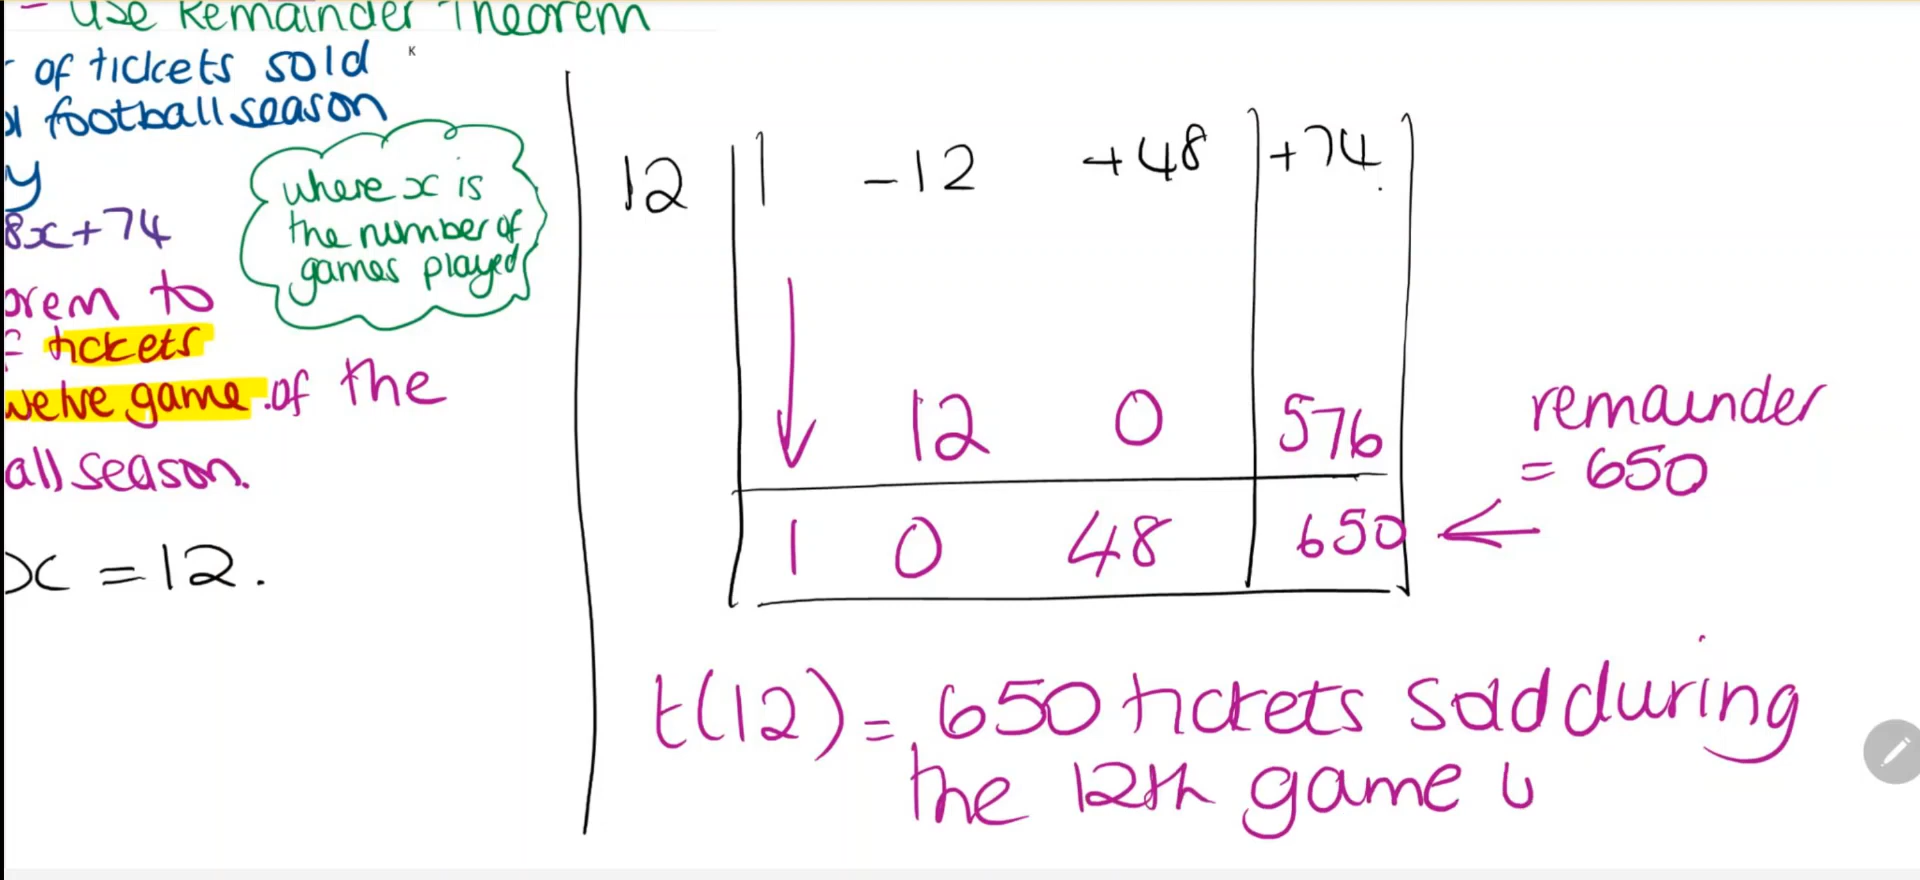 - Use Remainder Theorem
of tickets sold
football season
y
8x+74
where x is
the number of
games played
orem to
tickets
welve game of the
all season.
x = 12.
12 1 -12 +48 +74
12 0 576
1 0 48 650
remainder
= 650
t(12) = 650 tickets sold during
the 12th game